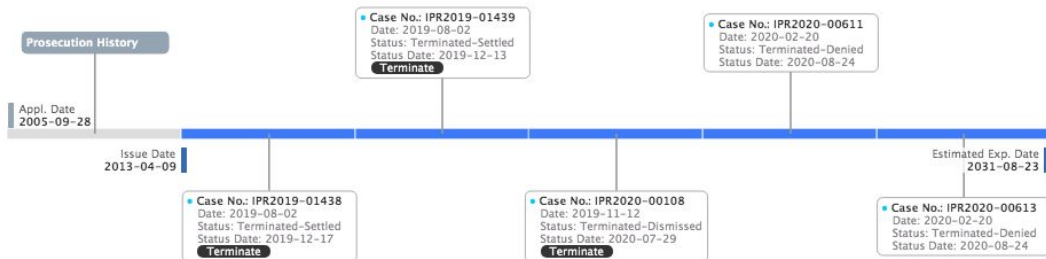 Prosecution History
Appl. Date
2005-09-28
Case No.: IPR2019-01439
Date: 2019-08-02
Status: Terminated-Settled
Status Date: 2019-12-13
Terminate
Case No.: IPR2020-00611
Date: 2020-02-20
Status: Terminated-Denied
Status Date: 2020-08-24
Issue Date
2013-04-09
Estimated Exp. Date
2031-08-23
Case No.: IPR2019-01438
Date: 2019-08-02
Status: Terminated-Settled
Status Date: 2019-12-17
Terminate
Case No.: IPR2020-00108
Date: 2019-11-12
Status: Terminated-Dismissed
Status Date: 2020-07-29
Terminate
Case No.: IPR2020-00613
Date: 2020-02-20
Status: Terminated-Denied
Status Date: 2020-08-24